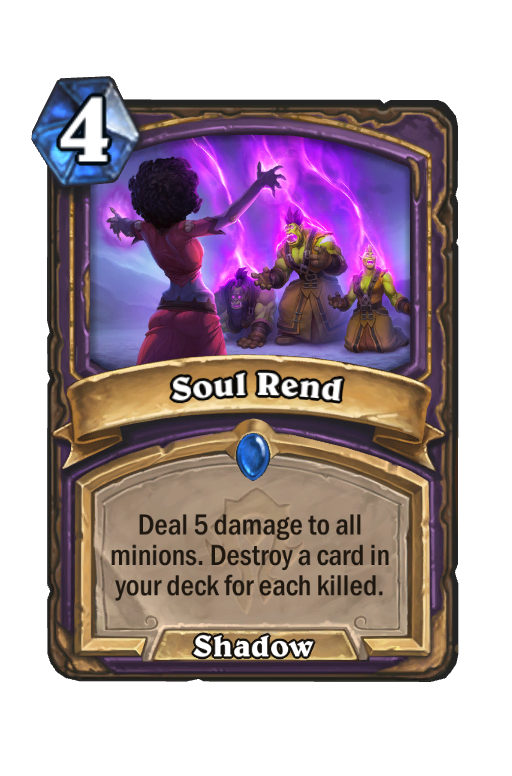 4
Soul Rend
Deal 5 damage to all
minions. Destroy a card in
your deck for each killed.
Shadow